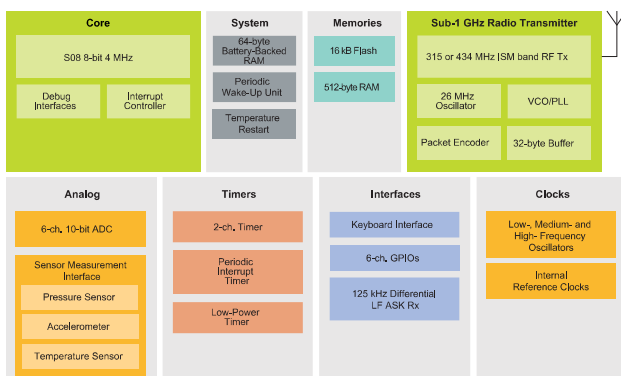 Core
S08 8-bit 4 MHz
Debug
Interfaces
Interrupt
Controller
System
64-byte
Battery-Backed
RAM
Periodic
Wake-Up Unit
Temperature
Restart
Memories
16 kB Flash
512-byte RAM
Sub-1 GHz Radio Transmitter
315 or 434 MHz ISM band RF Tx
26 MHz
Oscillator
VCO/PLL
Packet Encoder
32-byte Buffer
Analog
6-ch. 10-bit ADC
Sensor Measurement
Interface
Pressure Sensor
Accelerometer
Temperature Sensor
Timers
2-ch. Timer
Periodic
Interrupt
Timer
Low-Power
Timer
Interfaces
Keyboard Interface
6-ch. GPIOs
125 kHz Differential
LF ASK Rx
Clocks
Low-, Medium- and
High- Frequency
Oscillators
Internal
Reference Clocks